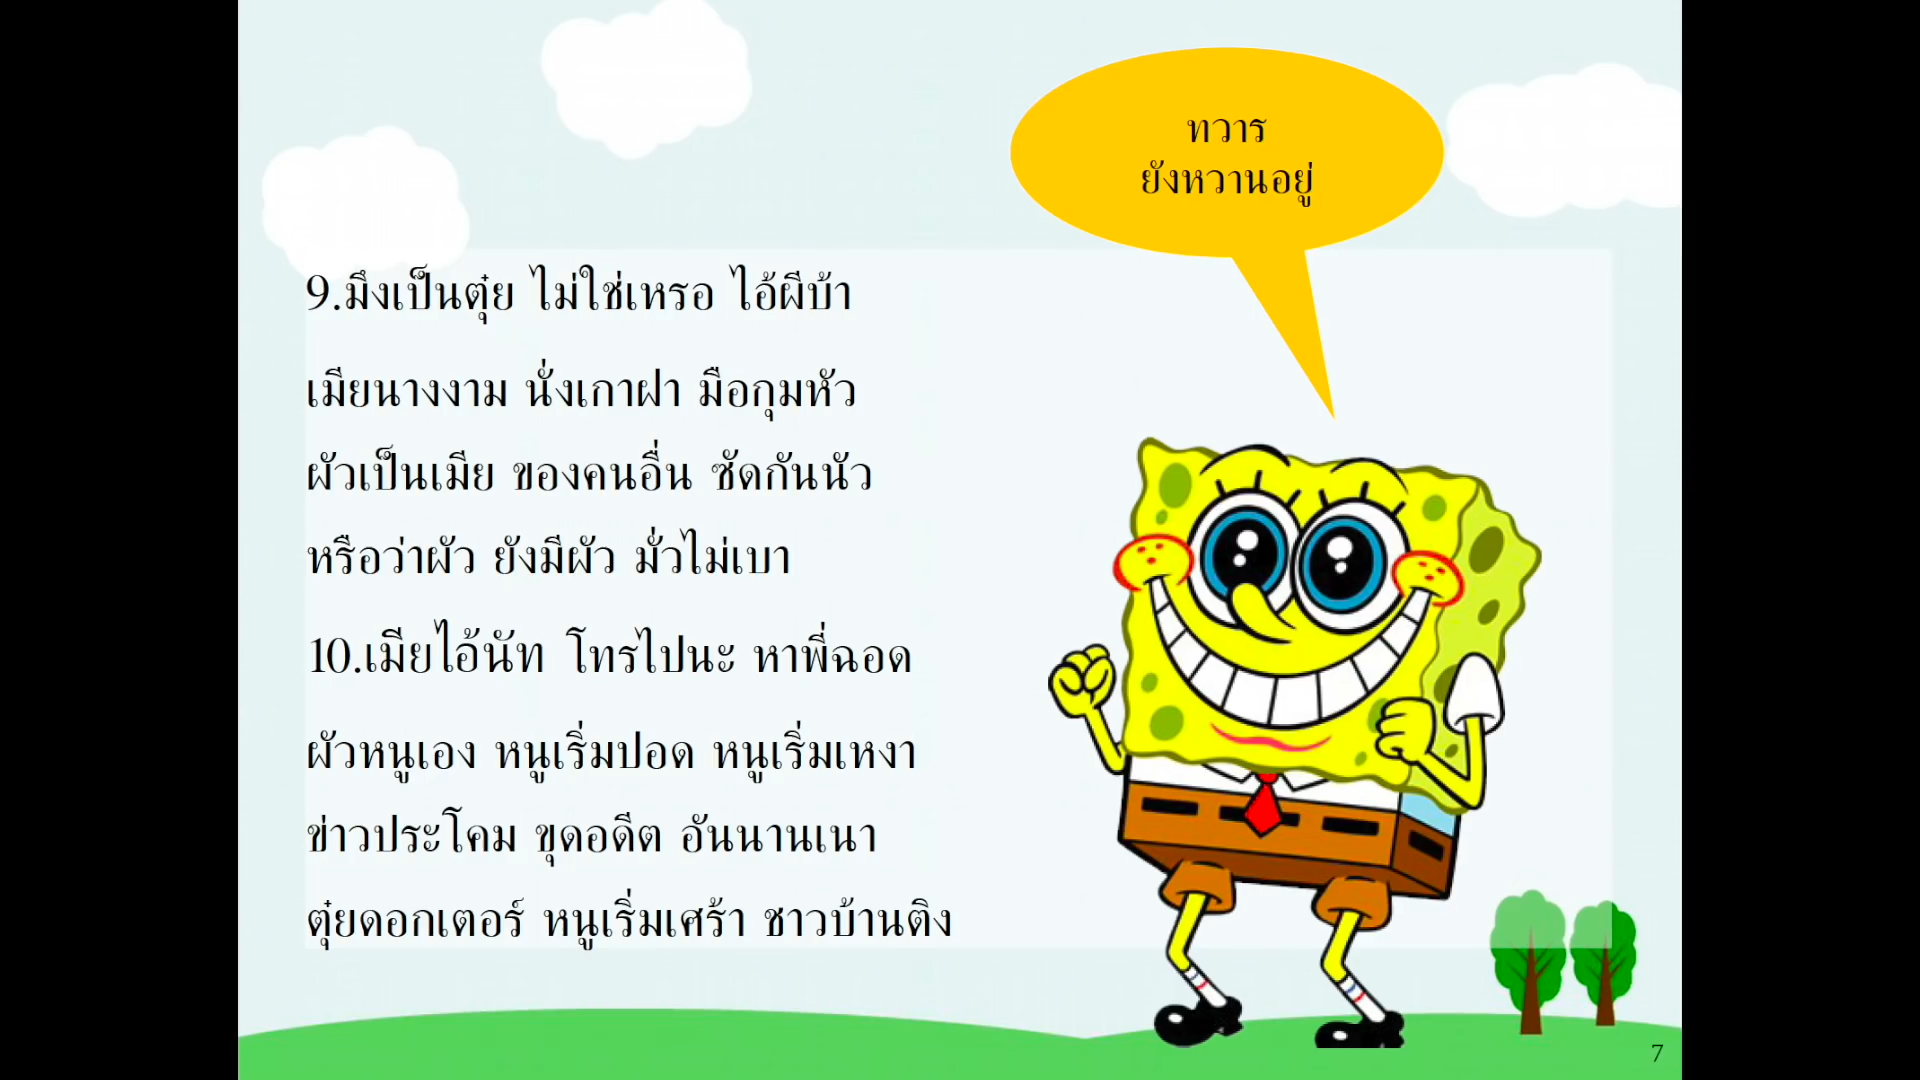 ทวาร
ยังหวานอยู่
9.มึงเป็นตุ๋ย ไม่ใช่เหรอ ไอ้ผีบ้า
เมียนางงาม นั่งเกาฝา มือกุมหัว
ผัวเป็นเมีย ของคนอื่น ซัดกันนัว
หรือว่าผัว ยังมีผัว มั่วไม่เบา
10.เมียไอ้นัท โทรไปนะ หาพี่ฉอด
ผัวหนูเอง หนูเริ่มปอด หนูเริ่มเหงา
ข่าวประโคม ขุดอดีต อันนานเนา
ตุ๋ยดอกเตอร์ หนูเริ่มเศร้า ชาวบ้านติง
7